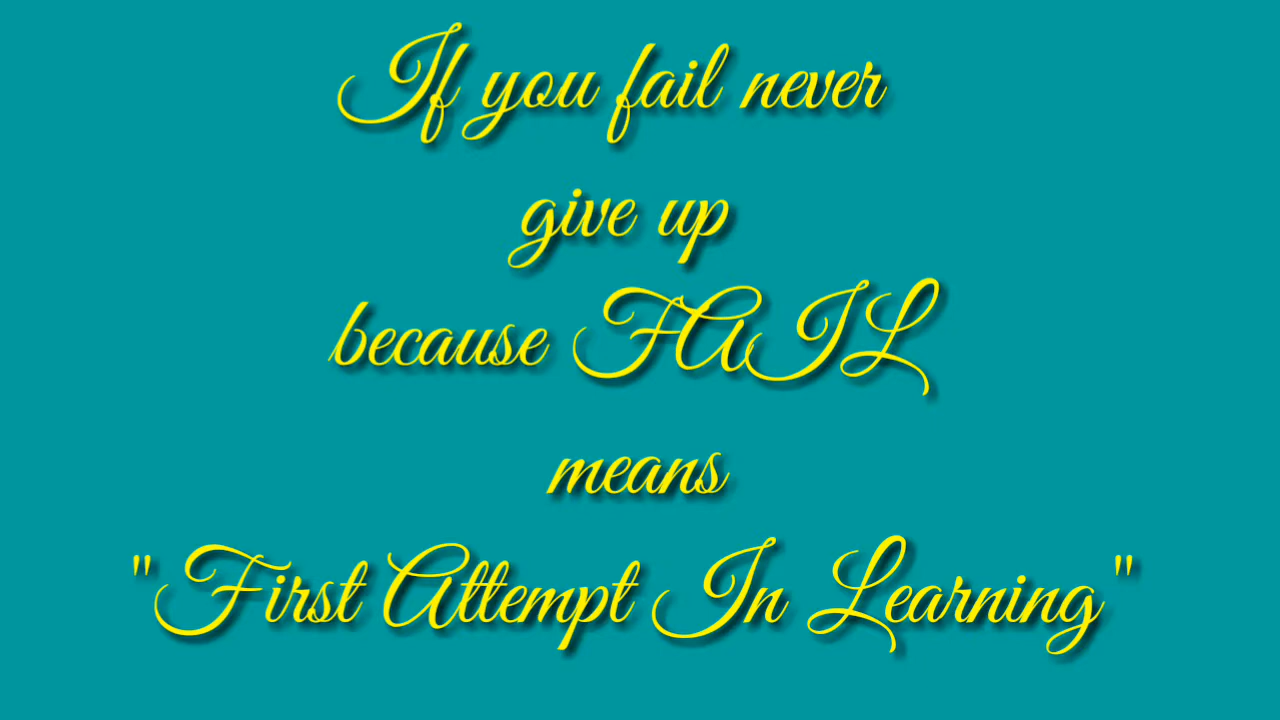 If you fail never
give up
because FAIL
means
"First Attempt In Learning"